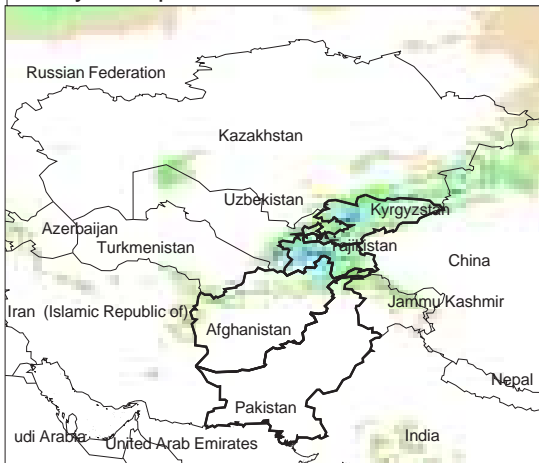 Russian Federation
Kazakhstan
Uzbekistan
Kyrgyzstan
Azerbaijan
Turkmenistan
Tajikistan
China
Iran (Islamic Republic of)
Jammu Kashmir
Afghanistan
Nepal
Pakistan
udi Arabia
United Arab Emirates
India